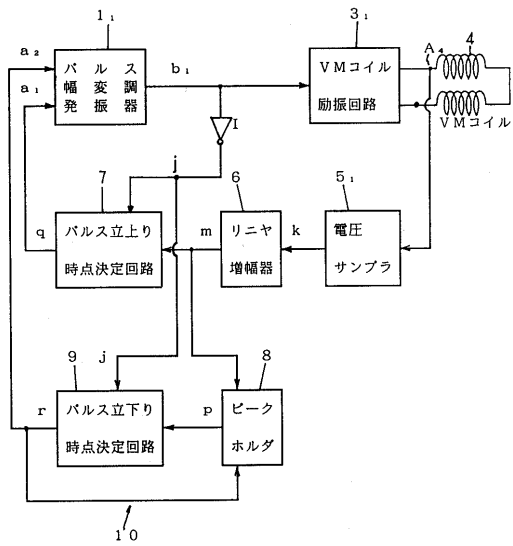 1₁
3₁
4
a₂
a₁
パルス
幅変調
発振器
b₁
VMコイル
励振回路
A₄
VMコイル
I
j
7
6
5₁
q
パルス立上り
時点決定回路
m
リニヤ
増幅器
k
電圧
サンプラ
9
j
8
r
パルス立下り
時点決定回路
p
ピーク
ホルダ
10